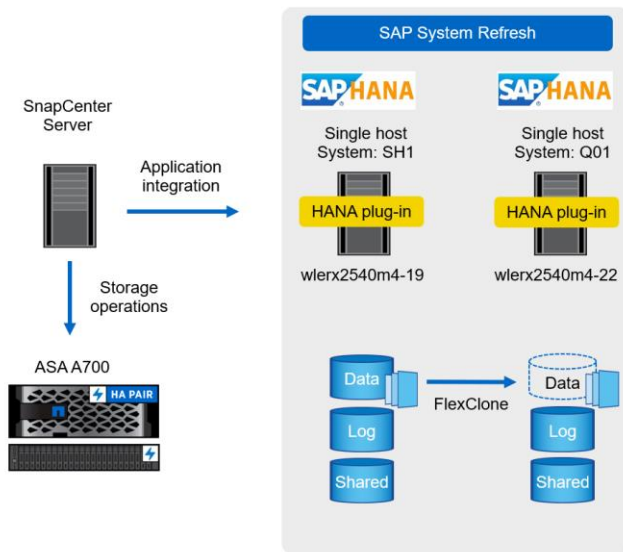 SAP System Refresh
SnapCenter
Server
Application
integration
Storage
operations
ASA A700
HA PAIR
SAP HANA
Single host
System: SH1
HANA plug-in
wlerx2540m4-19
SAP HANA
Single host
System: Q01
HANA plug-in
wlerx2540m4-22
Data
Log
Shared
FlexClone
Data
Log
Shared